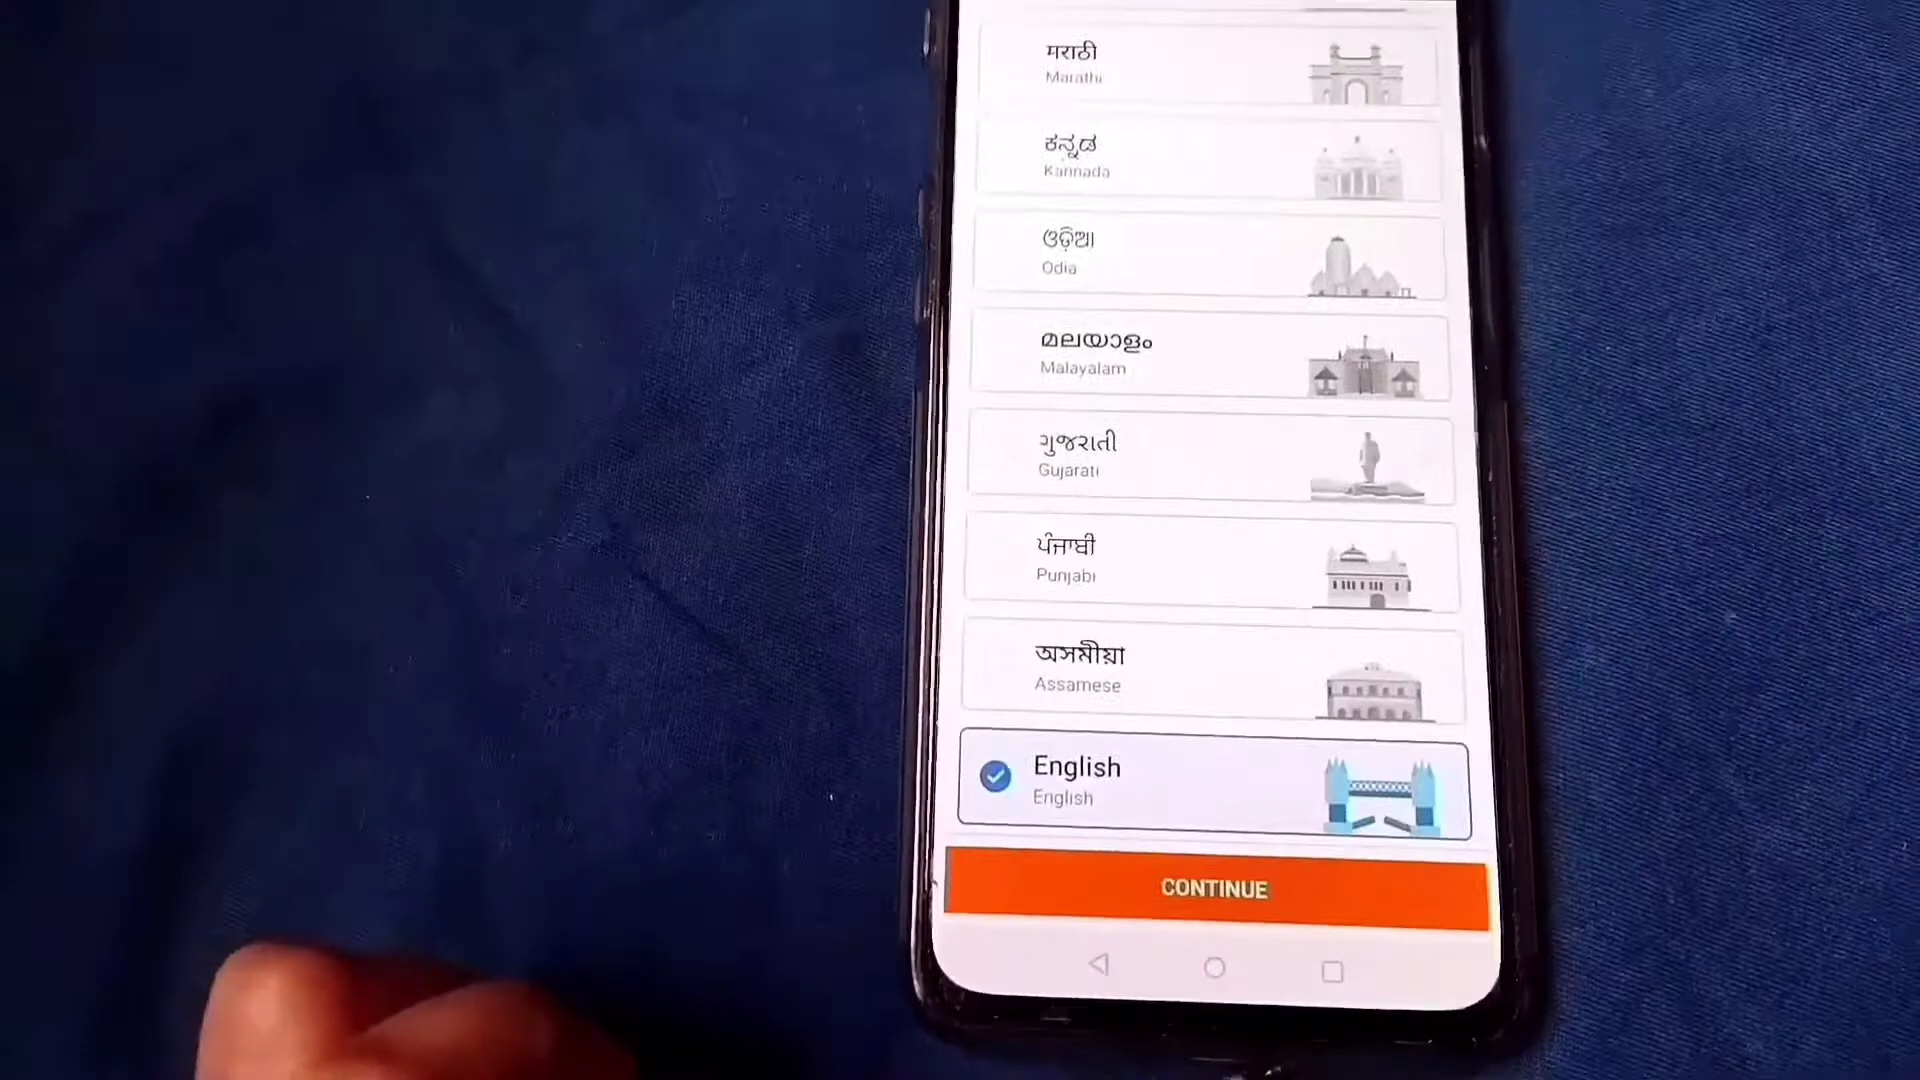 मराठी
Marathi
ಕನ್ನಡ
Kannada
ଓଡ଼ିଆ
Odia
മലയാളം
Malayalam
ગુજરાતી
Gujarati
ਪੰਜਾਬੀ
Punjabi
অসমীয়া
Assamese
English
English
CONTINUE